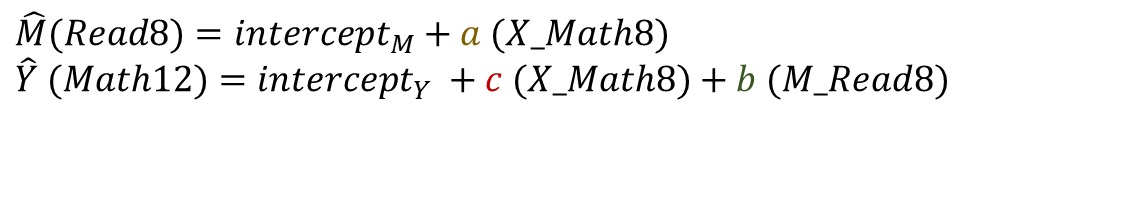 M̂(Read8) = intercept_M + a (X_Math8)
Ŷ (Math12) = intercept_Y + c (X_Math8) + b (M_Read8)